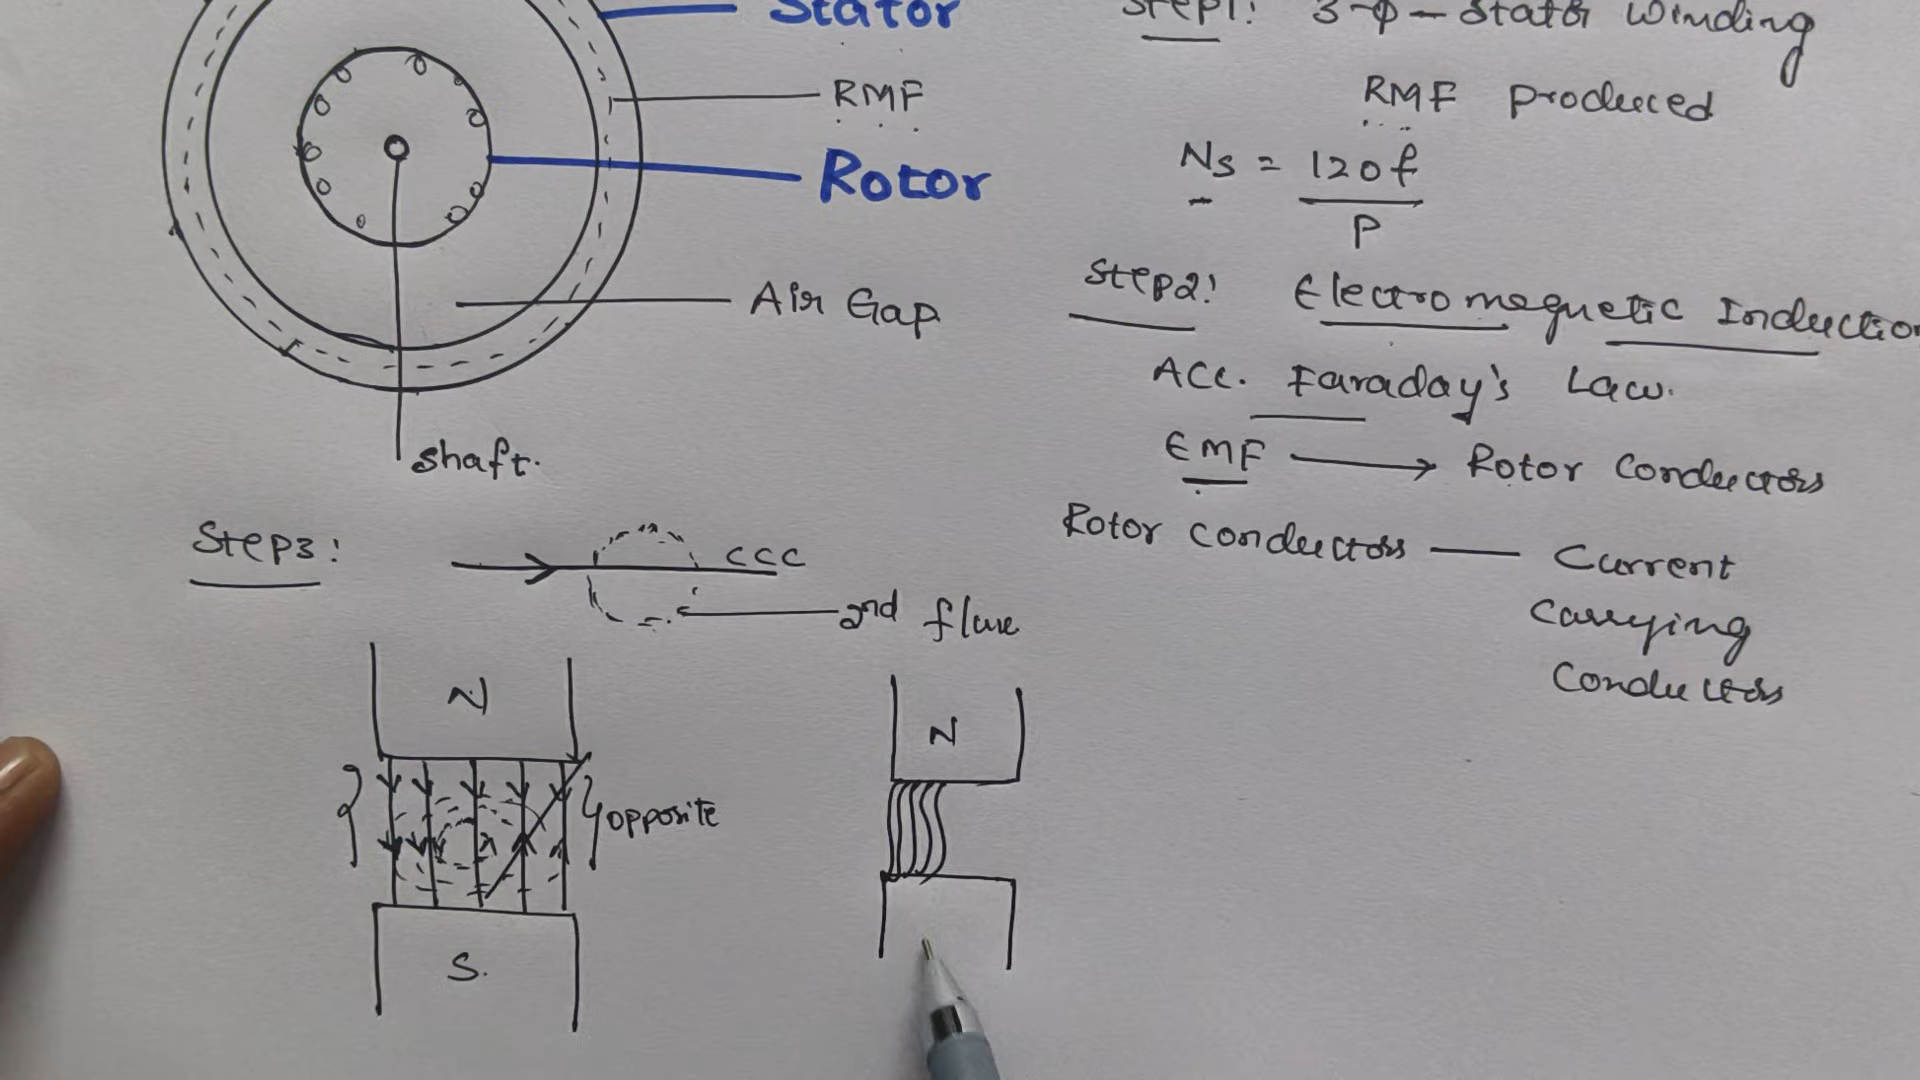 Stator
RMF
Rotor
Air Gap
shaft.
Step1: 3-φ - Stator Winding
RMF produced
Ns = 120f
P
Step2: Electromagnetic Induction
Acc. Faraday's Law.
EMF → Rotor Conductors
Rotor Conductors — Current
Carrying
Conductors
Step3:
CCC
2nd flux
N
opposite
S.
N